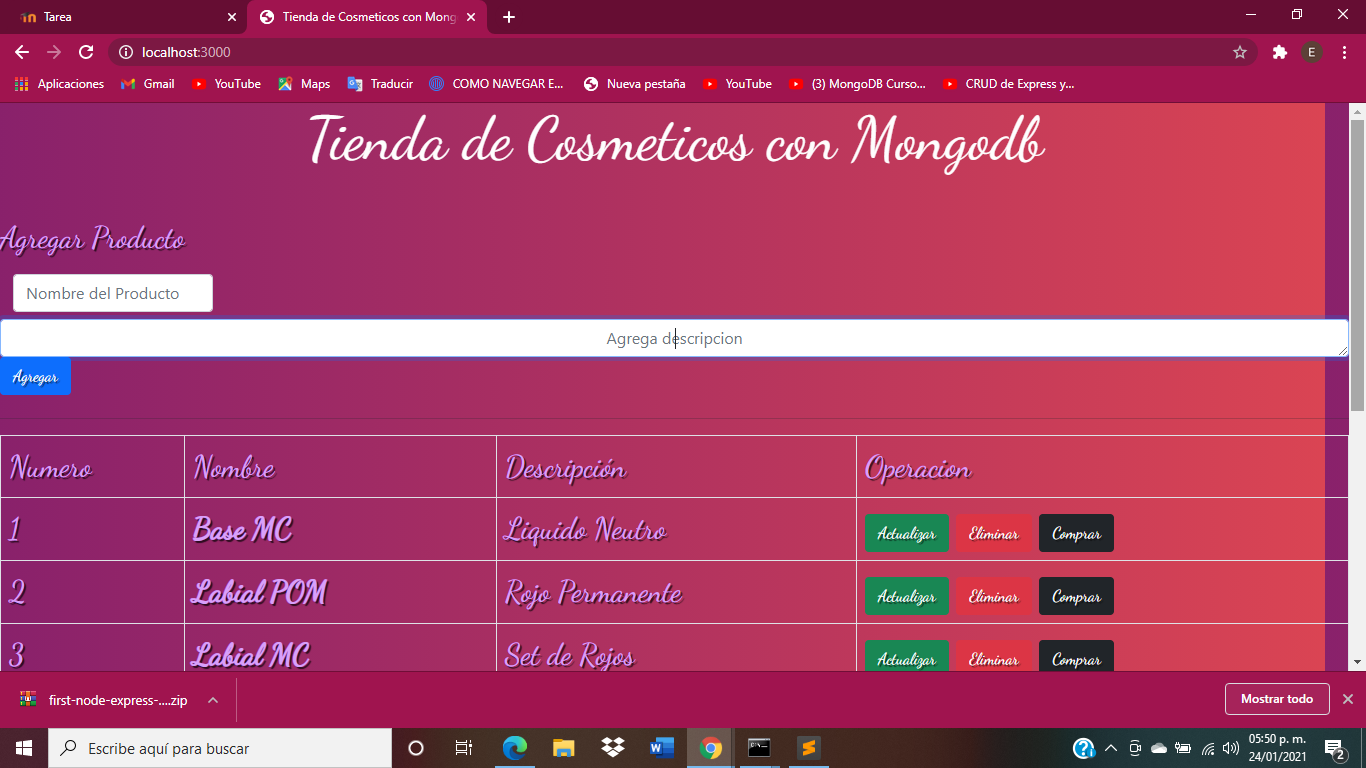 Tarea
Tienda de Cosmeticos con Mong
localhost:3000
E
Aplicaciones
Gmail
YouTube
Maps
Traducir
COMO NAVEGAR E...
Nueva pestaña
YouTube
(3) MongoDB Curso...
CRUD de Express y...
Tienda de Cosmeticos con Mongodb
Agregar Producto
Nombre del Producto
Agrega descripcion
Agregar
Numero Nombre Descripción Operacion
1 Base MC Liquido Neutro Actualizar Eliminar Comprar
2 Labial POM Rojo Permanente Actualizar Eliminar Comprar
3 Labial MC Set de Rojos Actualizar Eliminar Comprar
first-node-express-....zip
Mostrar todo
Escribe aquí para buscar
05:50 p. m.
24/01/2021
2